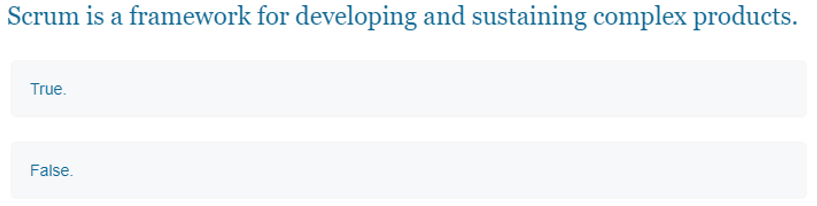 Scrum is a framework for developing and sustaining complex products.
True.
False.